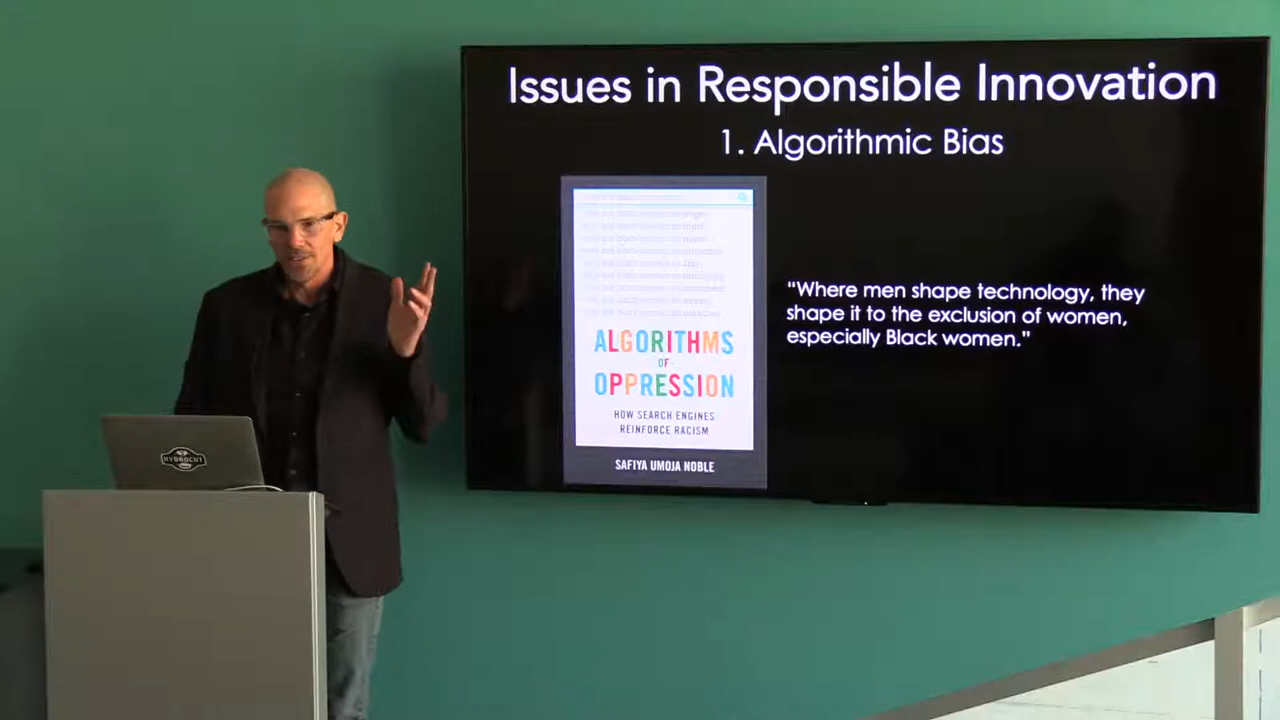 Issues in Responsible Innovation
1. Algorithmic Bias
ALGORITHMS
OF
OPPRESSION
HOW SEARCH ENGINES
REINFORCE RACISM
SAFIYA UMOJA NOBLE
“Where men shape technology, they
shape it to the exclusion of women,
especially Black women.”
HYDROCUT